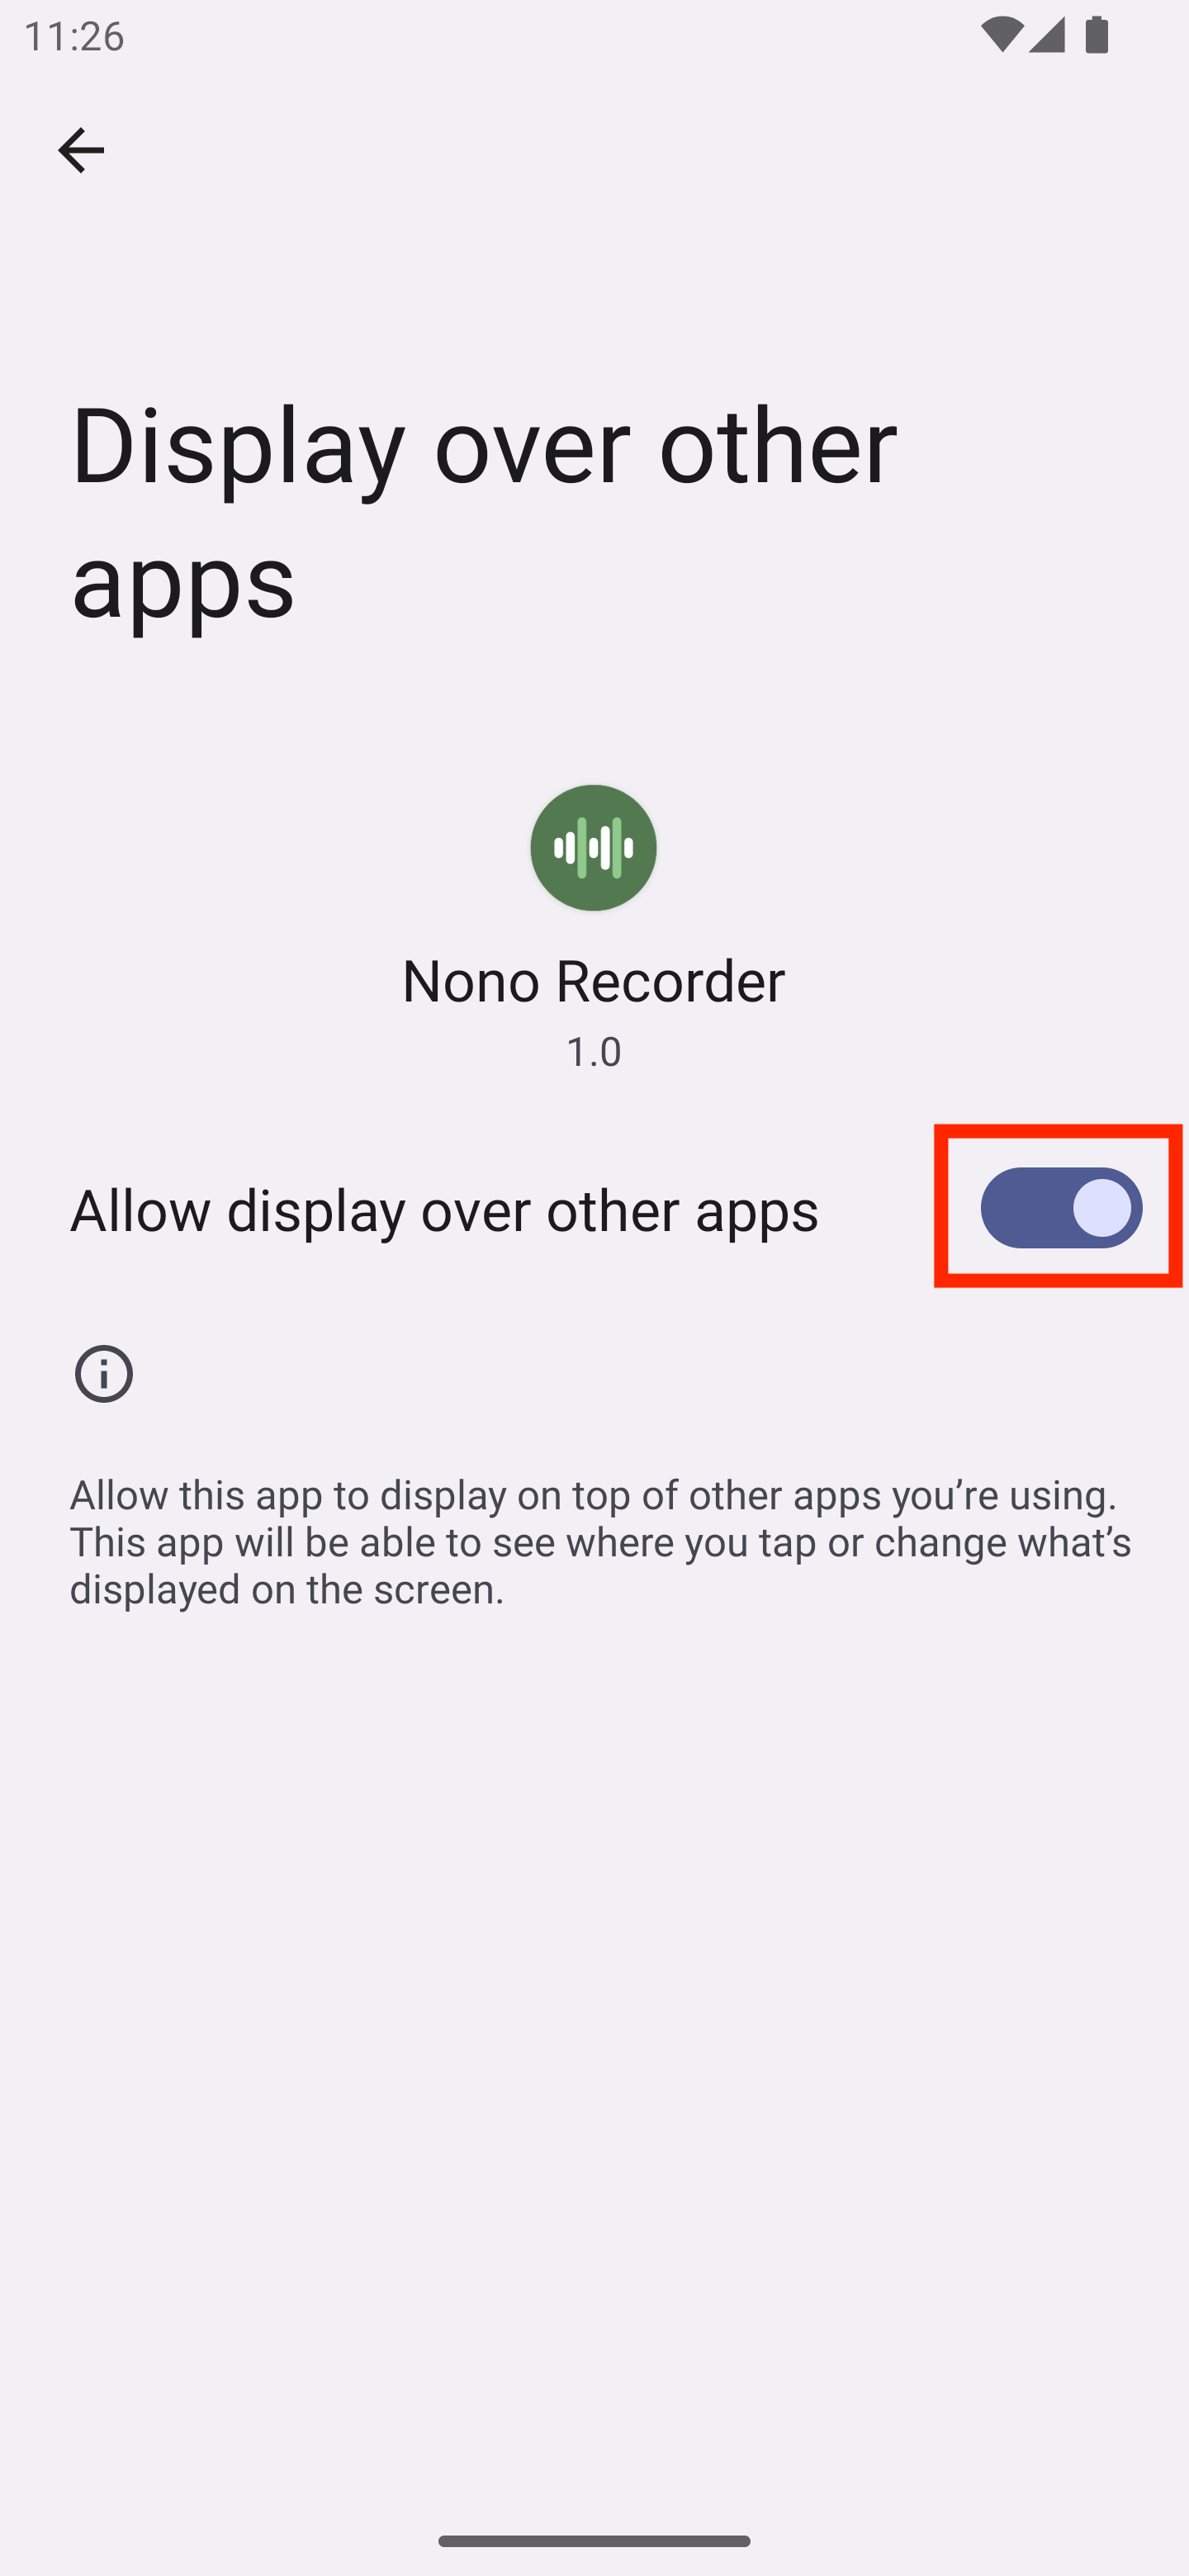 11:26
Display over other
apps
Nono Recorder
1.0
Allow display over other apps
Allow this app to display on top of other apps you’re using.
This app will be able to see where you tap or change what’s
displayed on the screen.